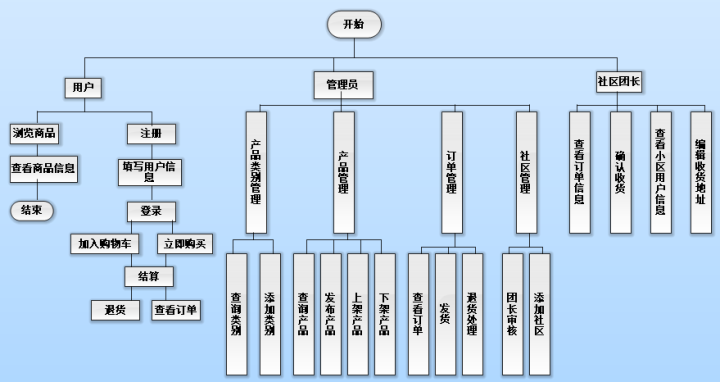 开始
用户
管理员
社区团长
浏览商品
注册
查看商品信息
填写用户信
息
结束
登录
加入购物车
立即购买
结算
退货
查看订单
产品类别管理
产品管理
订单管理
社区管理
查看订单信息
确认收货
查看小区用户信息
编辑收货地址
查询类别
添加类别
查询产品
发布产品
上架产品
下架产品
查看订单
发货
退货处理
团长审核
添加社区